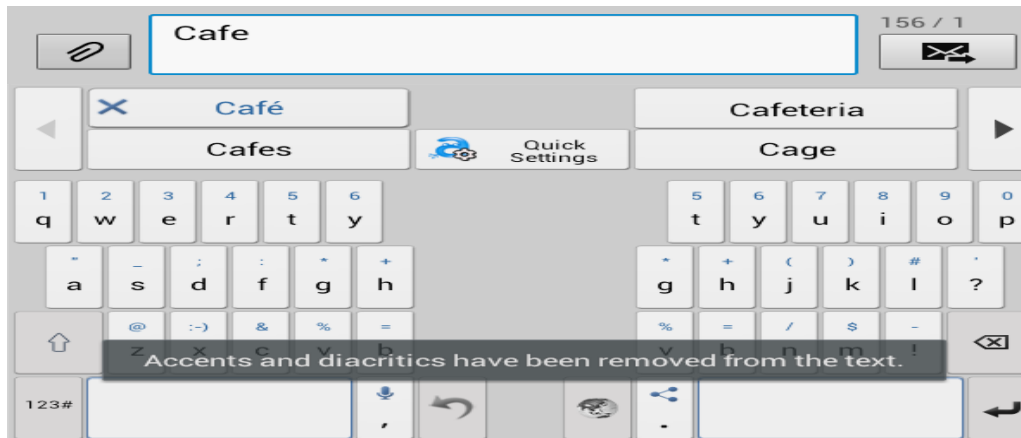 156 / 1
Cafe
Café
Cafeteria
Cafes
Quick
Settings
Cage
1 2 3 4 5 6 5 6 7 8 9 0
q w e r t y t y u i o p
" _ ; : * + * + ( ) # '
a s d f g h g h j k l ?
@ :-) & % = % = / $ - 
z x c v b v b n m !
Accents and diacritics have been removed from the text.
123#
, .